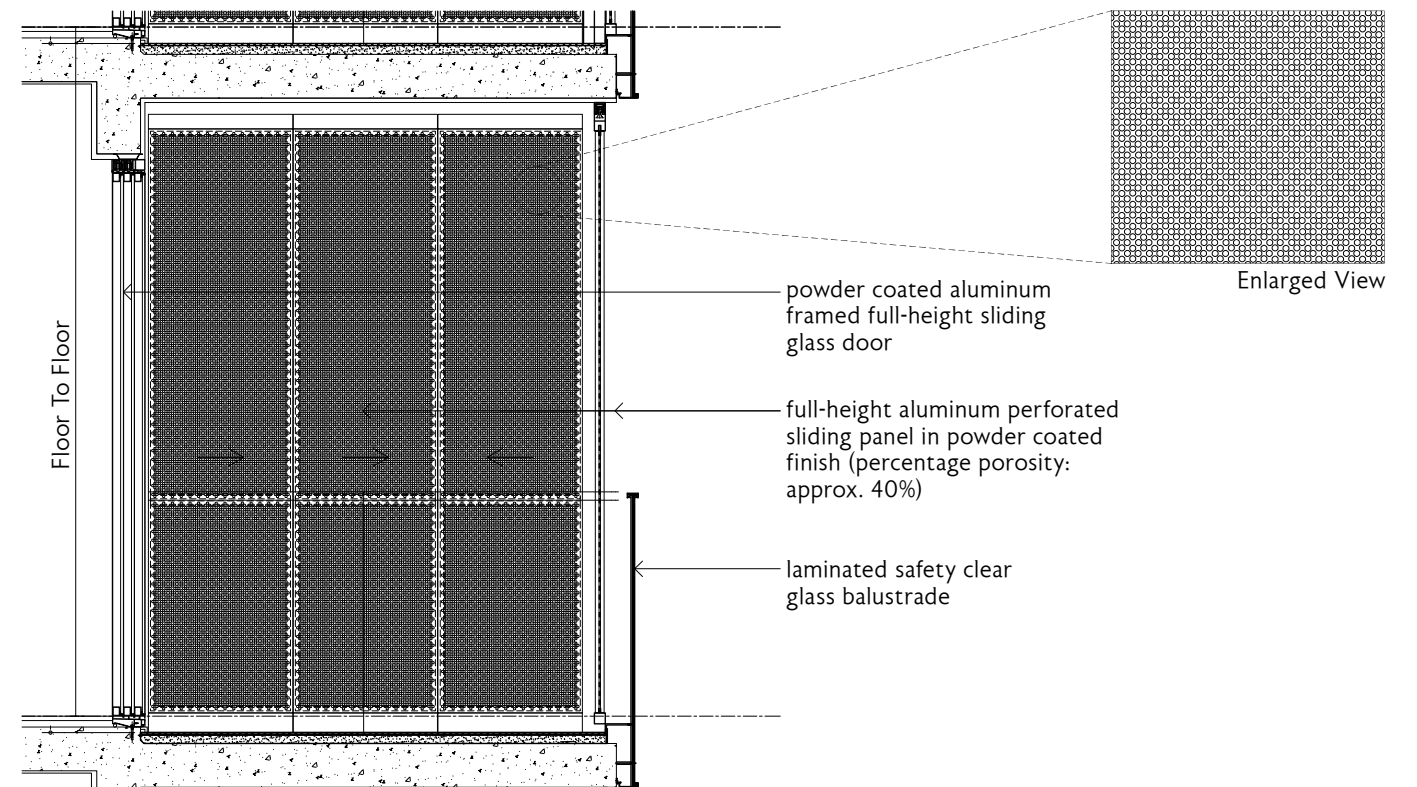 Enlarged View
powder coated aluminum
framed full-height sliding
glass door
Floor To Floor
full-height aluminum perforated
sliding panel in powder coated
finish (percentage porosity:
approx. 40%)
laminated safety clear
glass balustrade